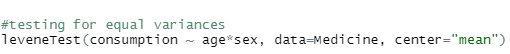 #testing for equal variances
leveneTest(consumption ~ age*sex, data=Medicine, center="mean")